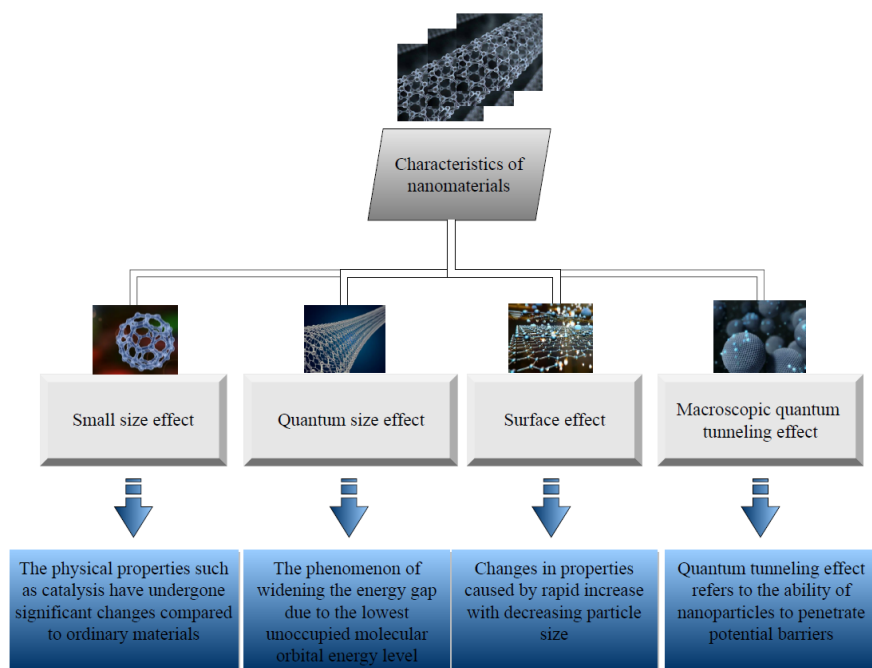 Characteristics of
nanomaterials
Small size effect
Quantum size effect
Surface effect
Macroscopic quantum
tunneling effect
The physical properties such
as catalysis have undergone
significant changes compared
to ordinary materials
The phenomenon of
widening the energy gap
due to the lowest
unoccupied molecular
orbital energy level
Changes in properties
caused by rapid increase
with decreasing particle
size
Quantum tunneling effect
refers to the ability of
nanoparticles to penetrate
potential barriers